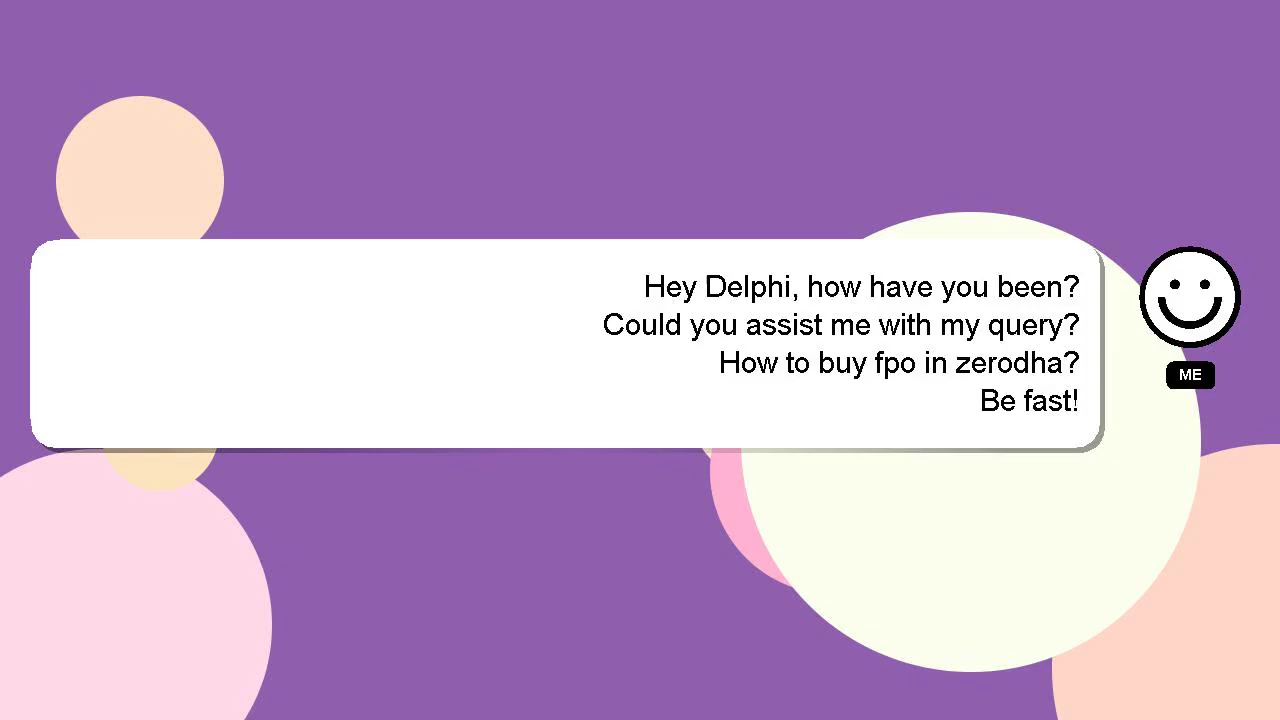 Hey Delphi, how have you been?
Could you assist me with my query?
How to buy fpo in zerodha?
Be fast!
ME